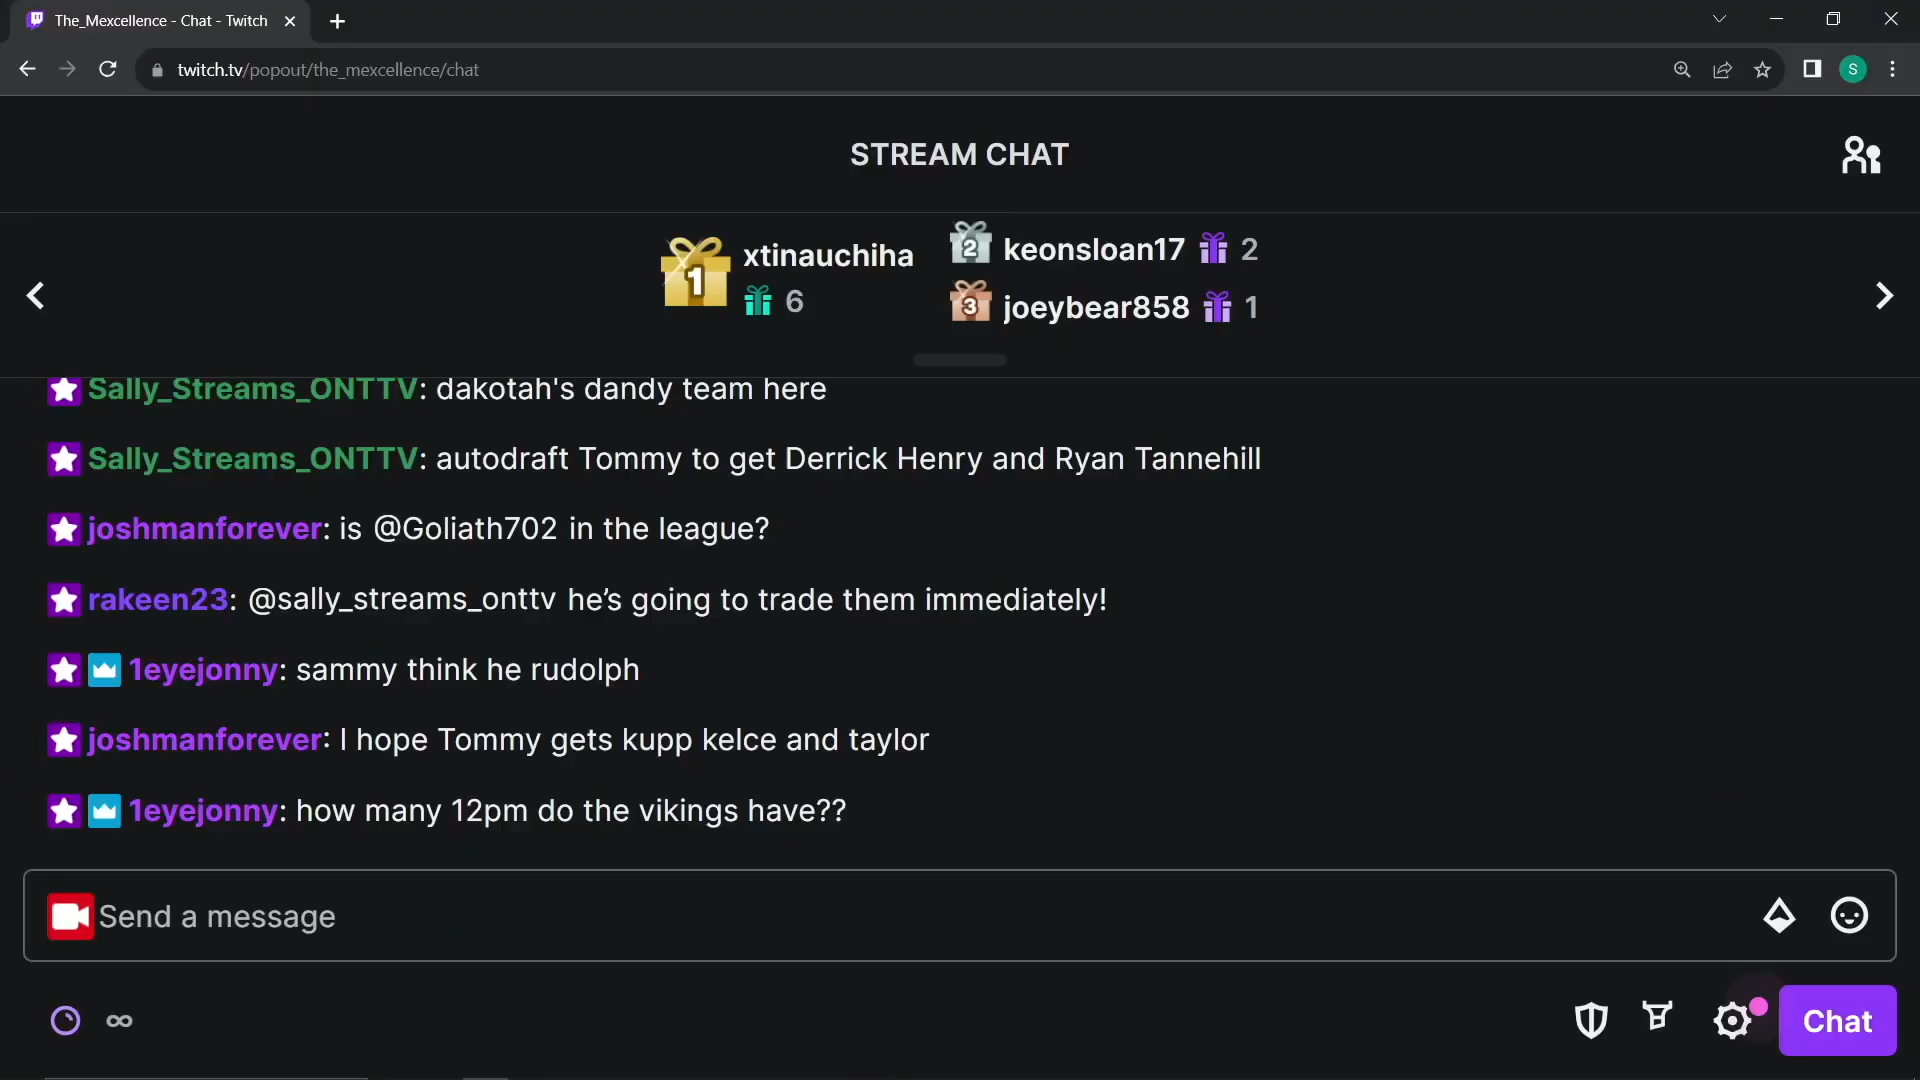 The_Mexcellence - Chat - Twitch
twitch.tv/popout/the_mexcellence/chat
S
STREAM CHAT
1 xtinauchiha
6
2 keonsloan17 2
3 joeybear858 1
Sally_Streams_ONTTV: dakotah's dandy team here
Sally_Streams_ONTTV: autodraft Tommy to get Derrick Henry and Ryan Tannehill
joshmanforever: is @Goliath702 in the league?
rakeen23: @sally_streams_onttv he’s going to trade them immediately!
1eyejonny: sammy think he rudolph
joshmanforever: I hope Tommy gets kupp kelce and taylor
1eyejonny: how many 12pm do the vikings have??
Send a message
Chat